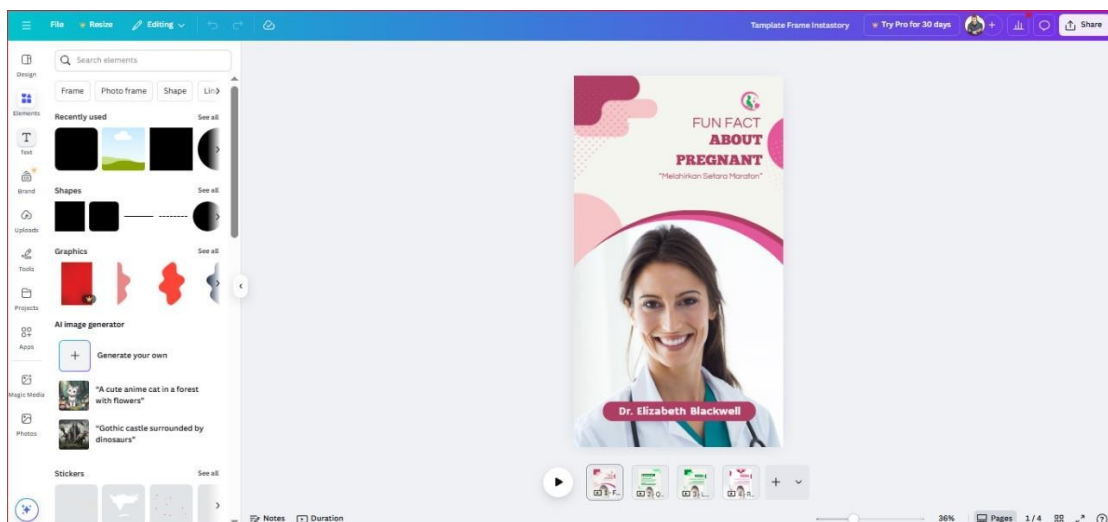 File
Resize
Editing
Tamplate Frame Instastory
Try Pro for 30 days
Share
Design
Elements
Text
Brand
Uploads
Tools
Projects
Apps
Magic Media
Photos
Search elements
Frame
Photo frame
Shape
Recently used
See all
Shapes
See all
Graphics
See all
AI image generator
Generate your own
"A cute anime cat in a forest
with flowers"
"Gothic castle surrounded by
dinosaurs"
Stickers
See all
FUN FACT
ABOUT
PREGNANT
"Melahirkan Setara Maraton"
Dr. Elizabeth Blackwell
Notes
Duration
36%
Pages
1/4